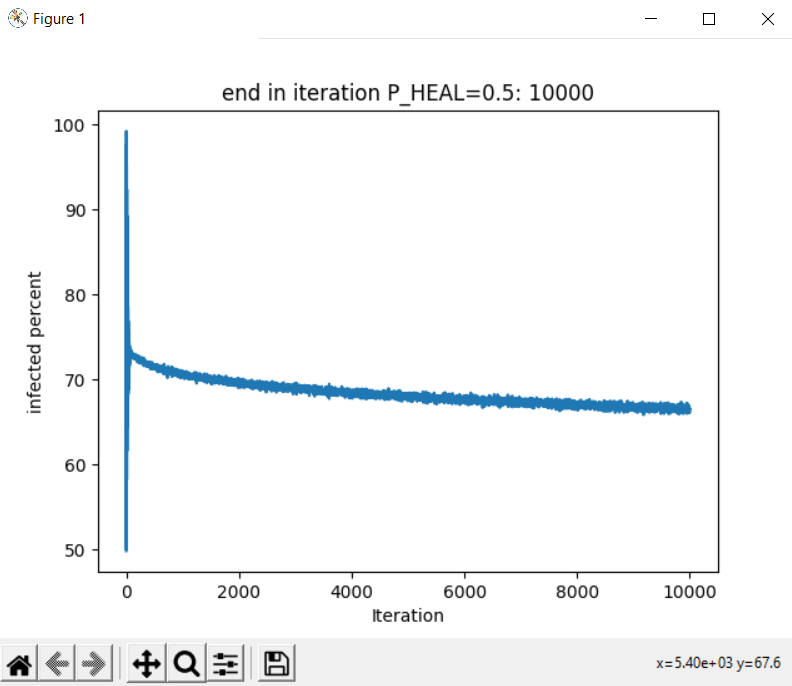 Figure 1
end in iteration P_HEAL=0.5: 10000
100
90
80
70
60
50
infected percent
0 2000 4000 6000 8000 10000
Iteration
x=5.40e+03 y=67.6